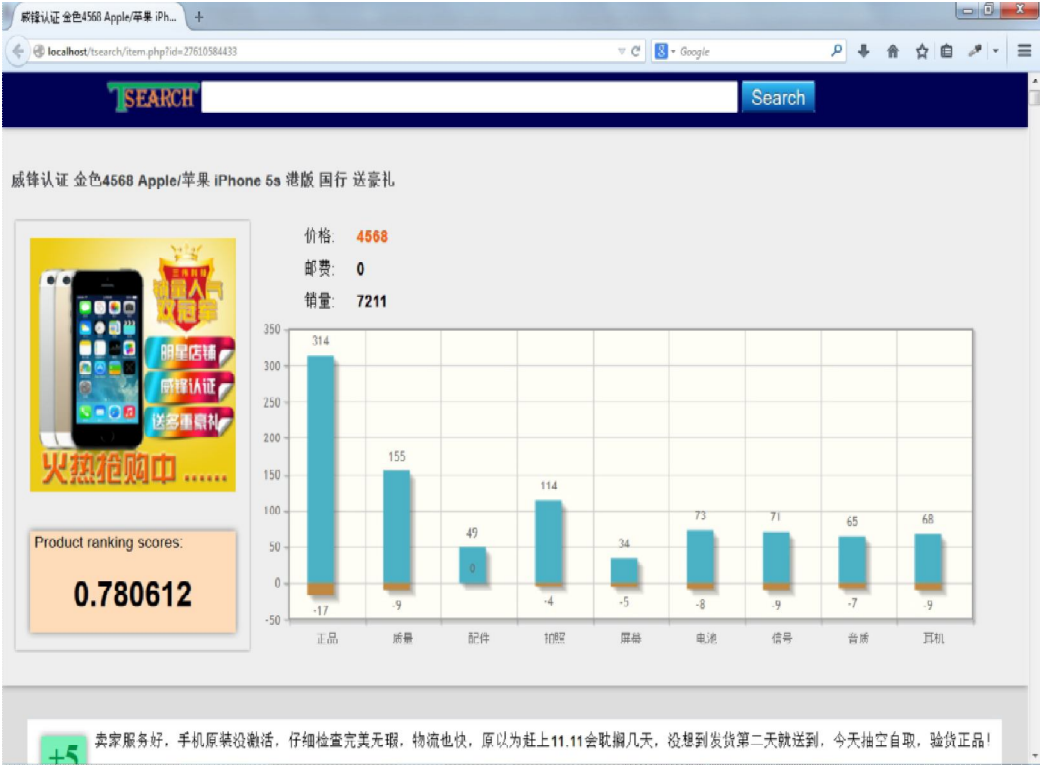 威锋认证 金色4568 Apple/苹果 iPh...
localhost/tsearch/item.php?id=27610584433
Google
TSEARCH
Search
威锋认证 金色4568 Apple/苹果 iPhone 5s 港版 国行 送豪礼
价格: 4568
邮费: 0
销量: 7211
销量人气
双冠军
明星店铺
威锋认证
送多重豪礼
火热抢购中 ......
Product ranking scores:
0.780612
350
300
250
200
150
100
50
0
-50
314
155
49
114
34
73
71
65
68
0
-17
-9
-4
-5
-8
-9
-7
-9
正品
质量
配件
拍照
屏幕
电池
信号
音质
耳机
+5
卖家服务好，手机原装没激活，仔细检查完美无瑕，物流也快，原以为赶上11.11会耽搁几天，没想到发货第二天就送到，今天抽空自取，验货正品！